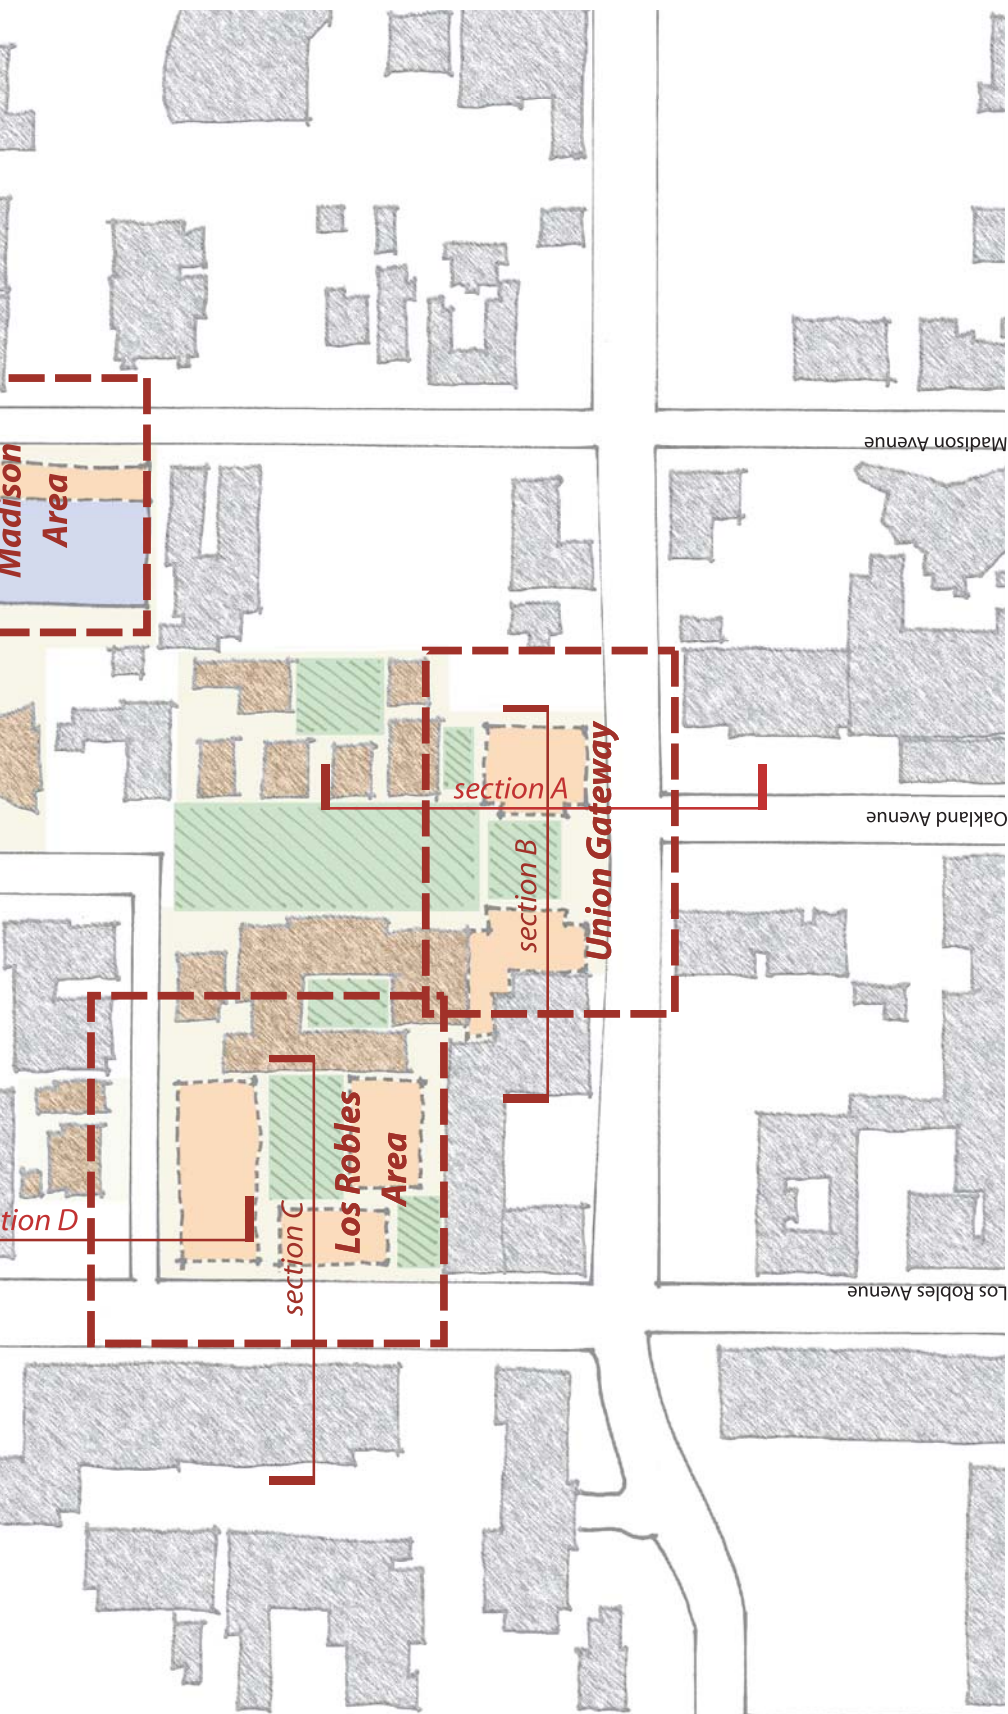 Madison Avenue
Madison
Area
Union Gateway
section A
Oakland Avenue
section B
Los Robles
Area
tion D
section C
Los Robles Avenue